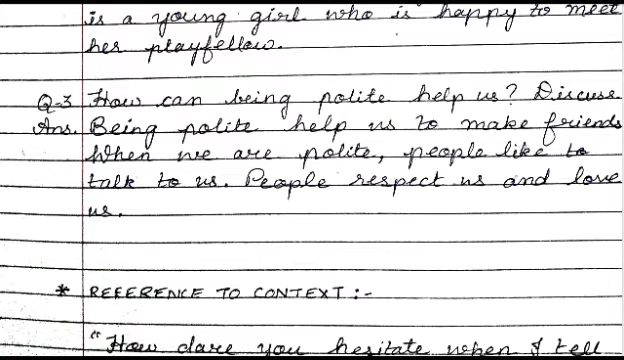 is a young girl who is happy to meet
her playfellow.
Q-3 How can being polite help us? Discuss
Ans. Being polite help us to make friends
When we are polite, people like to
talk to us. People respect us and love
us.
* REFERENCE TO CONTEXT :-
"How dare you hesitate when I tell